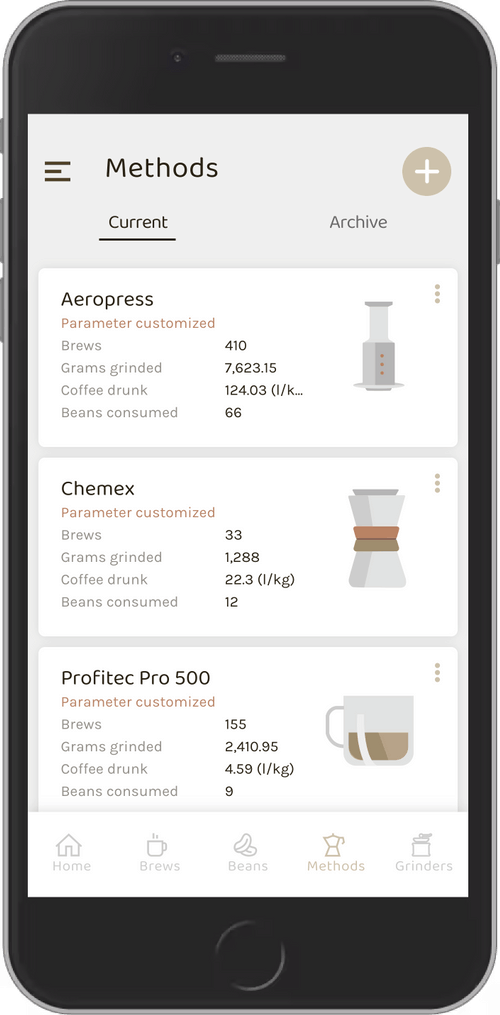 Methods
Current Archive
Aeropress
Parameter customized
Brews 410
Grams grinded 7,623.15
Coffee drunk 124.03 (l/k...
Beans consumed 66
Chemex
Parameter customized
Brews 33
Grams grinded 1,288
Coffee drunk 22.3 (l/kg)
Beans consumed 12
Profitec Pro 500
Parameter customized
Brews 155
Grams grinded 2,410.95
Coffee drunk 4.59 (l/kg)
Beans consumed 9
Home Brews Beans Methods Grinders